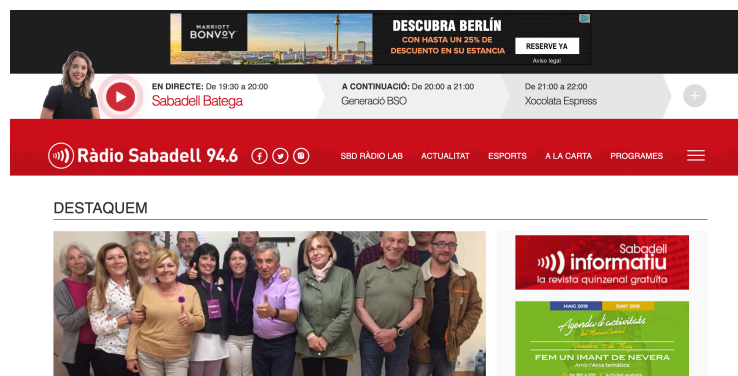 MARRIOTT
BONVOY
DESCUBRA BERLÍN
CON HASTA UN 25% DE
DESCUENTO EN SU ESTANCIA
RESERVE YA
Aviso legal
EN DIRECTE: De 19:30 a 20:00
Sabadell Batega
A CONTINUACIÓ: De 20:00 a 21:00
Generació BSO
De 21:00 a 22:00
Xocolata Espress
Ràdio Sabadell 94.6
SBD RÀDIO LAB ACTUALITAT ESPORTS A LA CARTA PROGRAMES
DESTAQUEM
Sabadell
informatiu
la revista quinzenal gratuïta
MAIG 2019 JUNY 2019
Agenda d'activitats
FEM UN IMANT DE NEVERA
Amb l'Arca temàtica